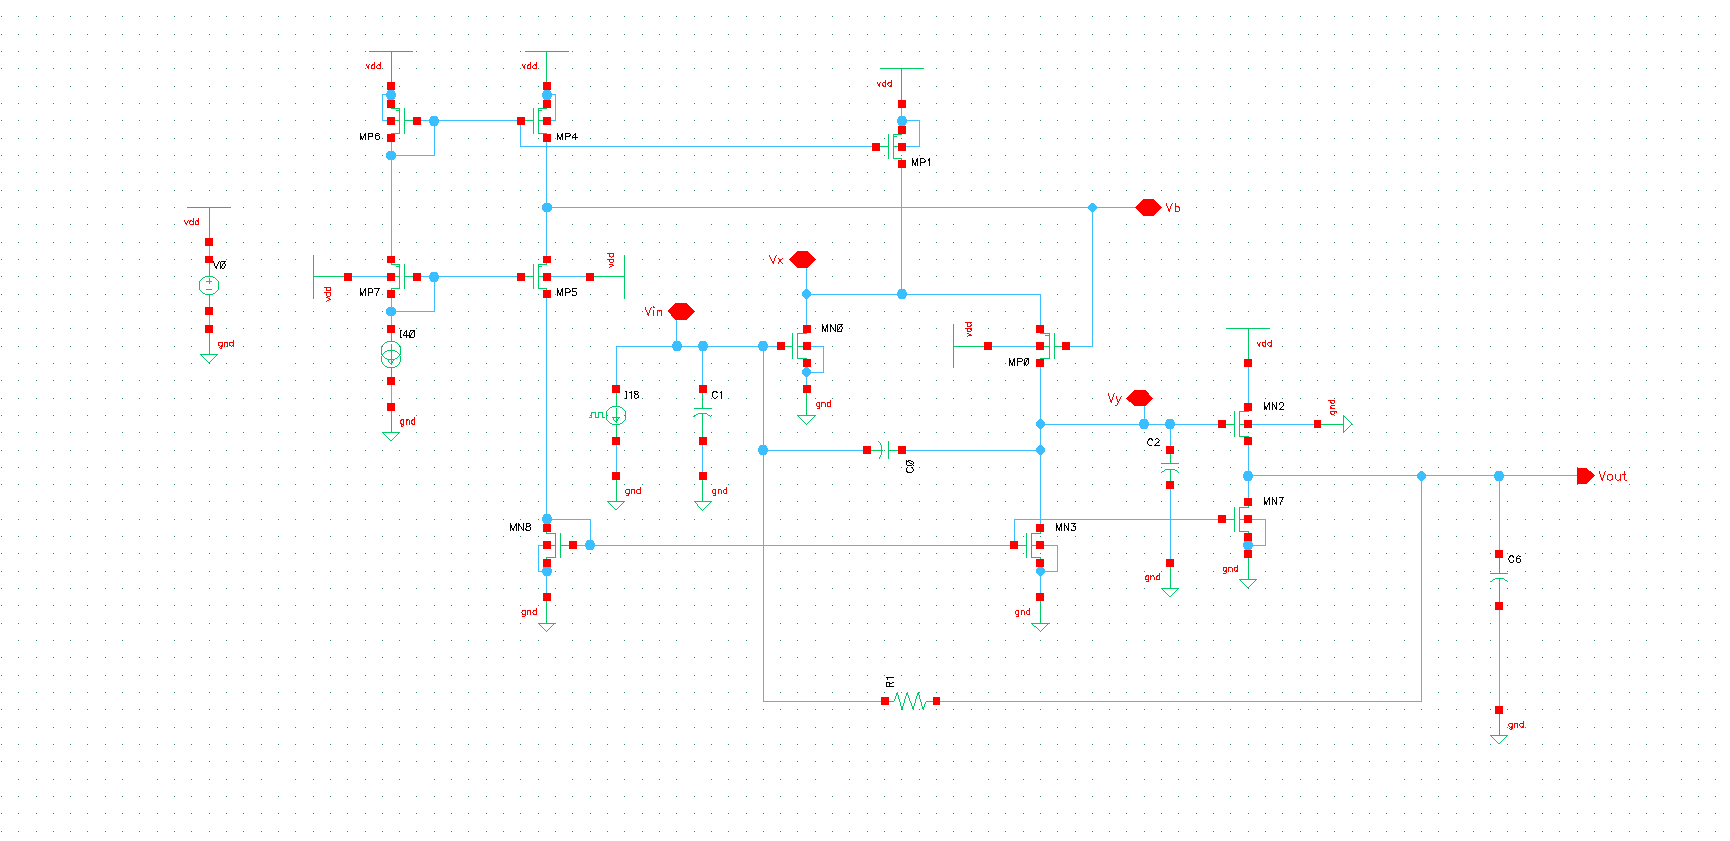 vdd
vdd
vdd
MP6
MP4
MP1
vdd
Vb
V0
vdd
Vx
vdd
MP7
MP5
gnd
I40
Vin
MN0
vdd
MP0
vdd
gnd
I18
C1
gnd
Vy
MN2
gnd
C2
C0
gnd
gnd
Vout
MN7
MN8
MN3
C6
gnd
gnd
gnd
gnd
R1
gnd